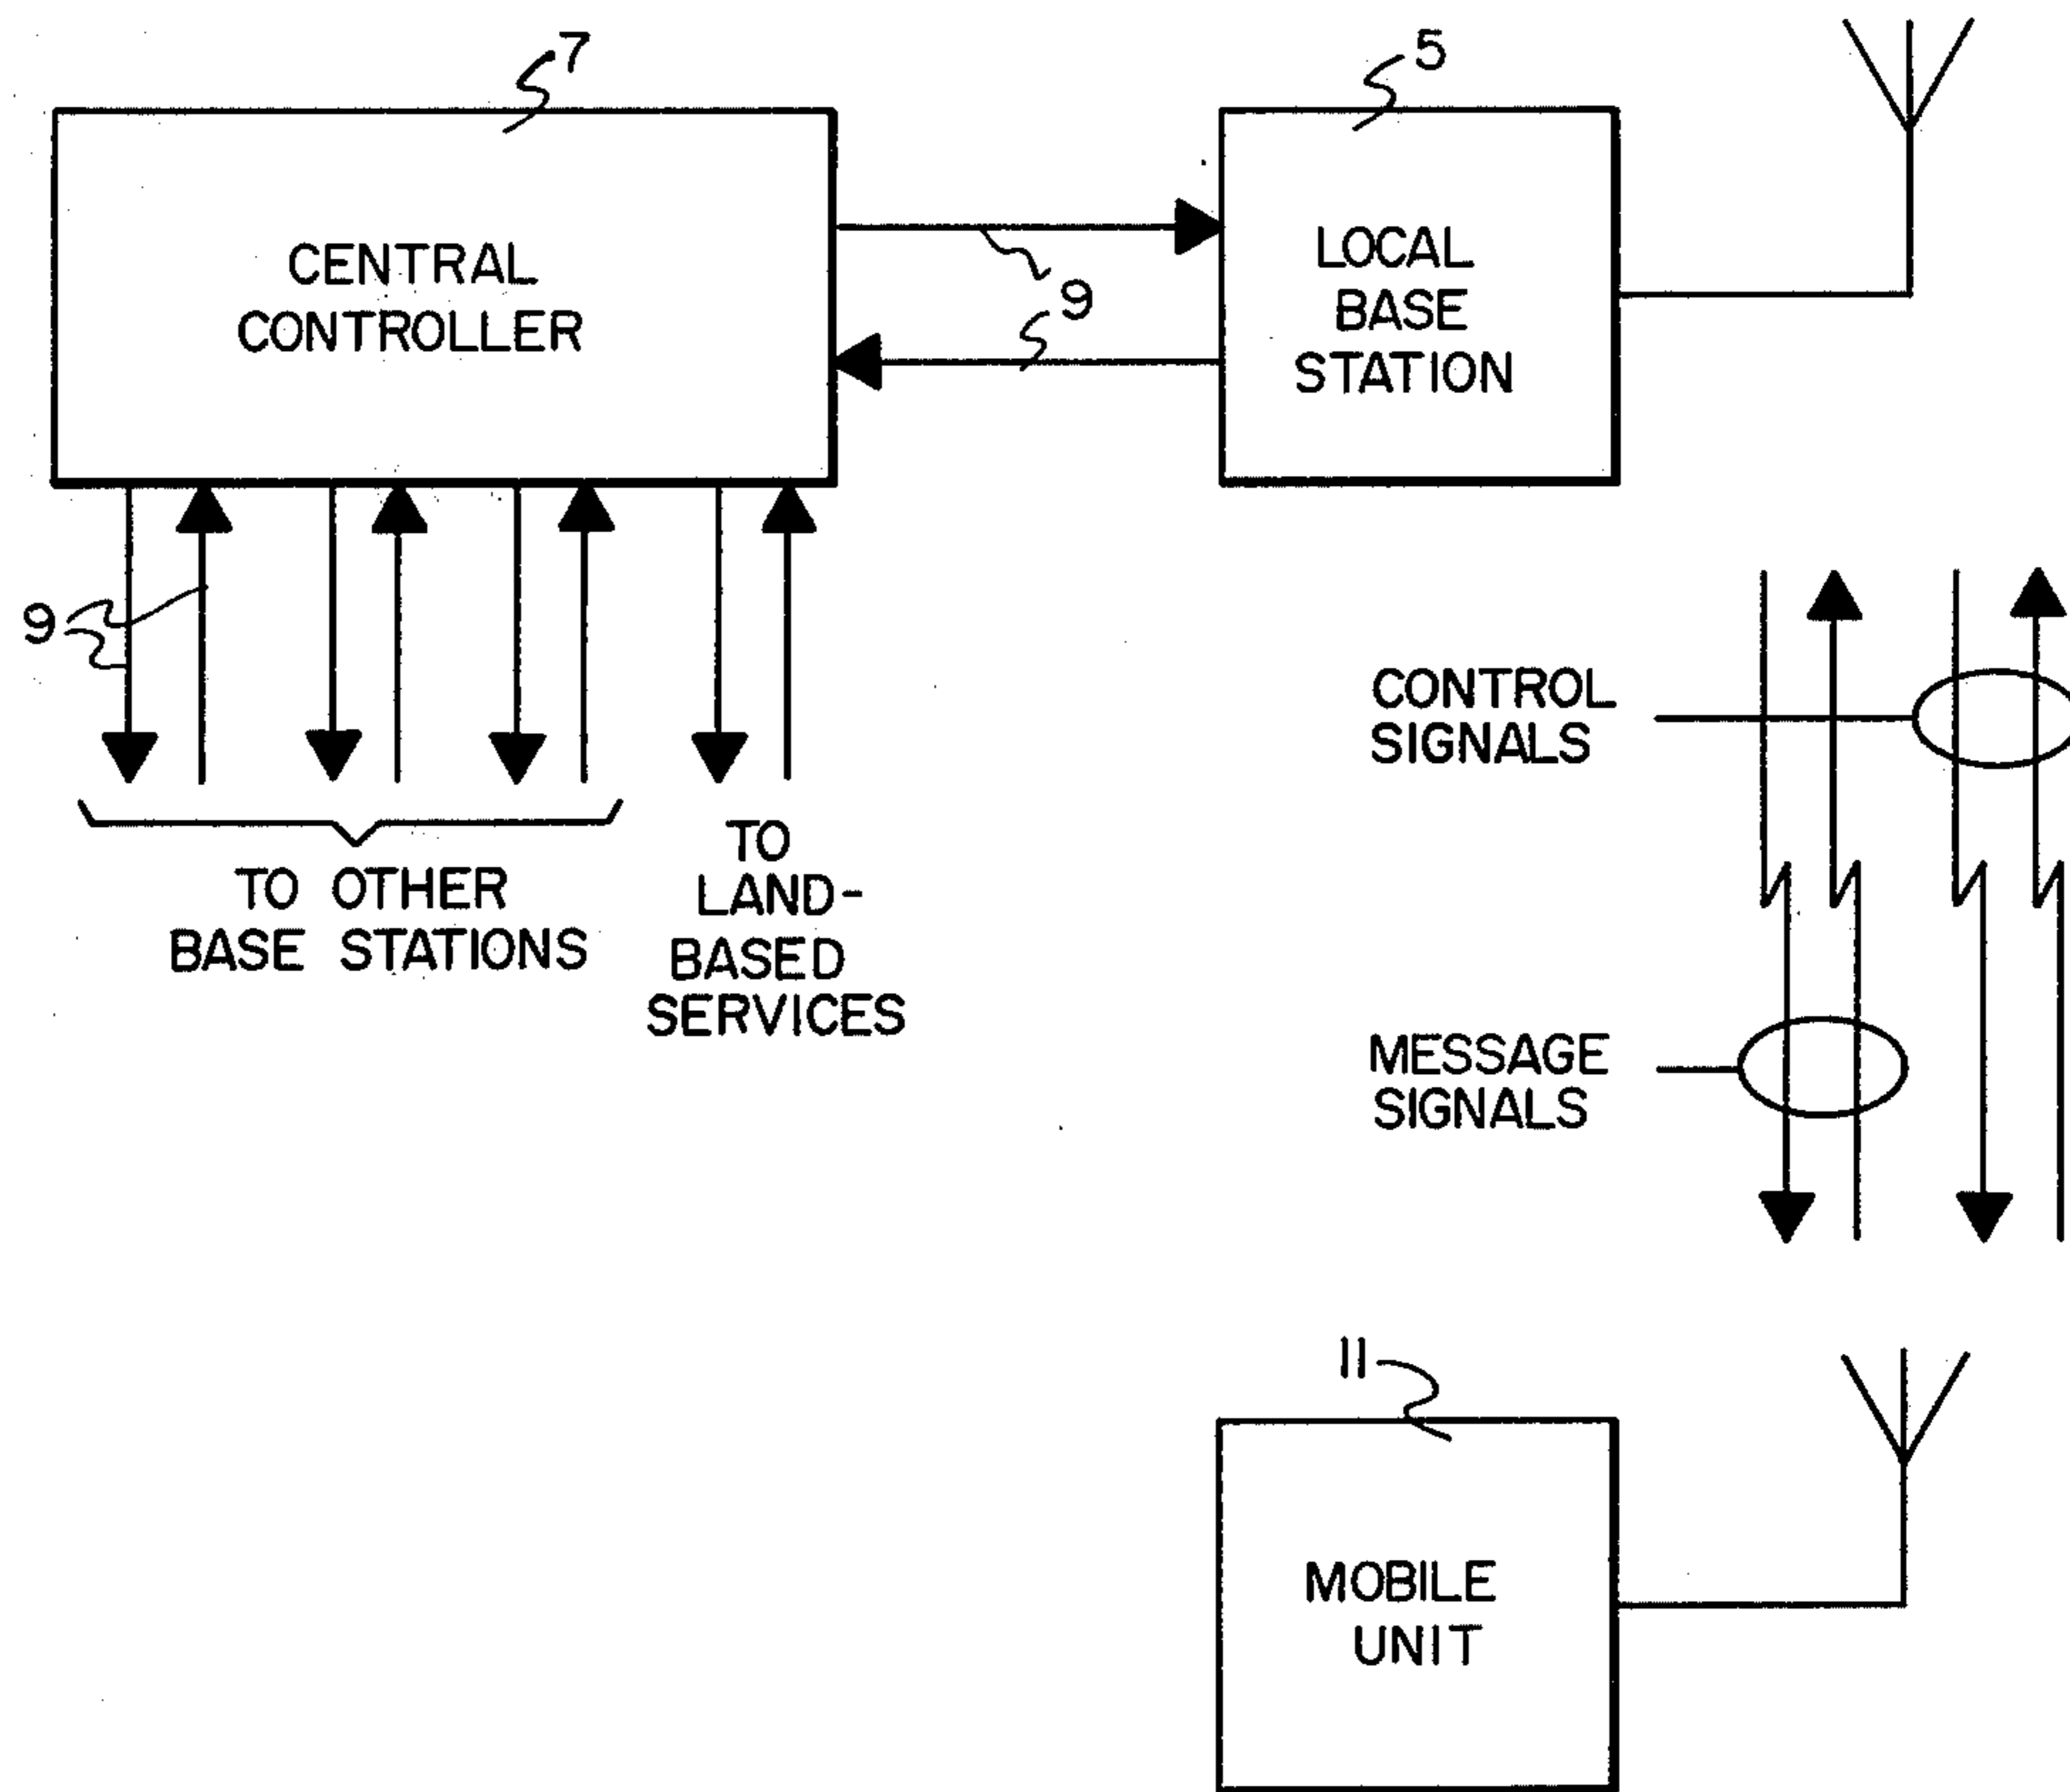 7
5
CENTRAL
CONTROLLER
LOCAL
BASE
STATION
9
9
CONTROL
SIGNALS
TO OTHER
BASE STATIONS
TO
LAND-
BASED
SERVICES
MESSAGE
SIGNALS
11
MOBILE
UNIT